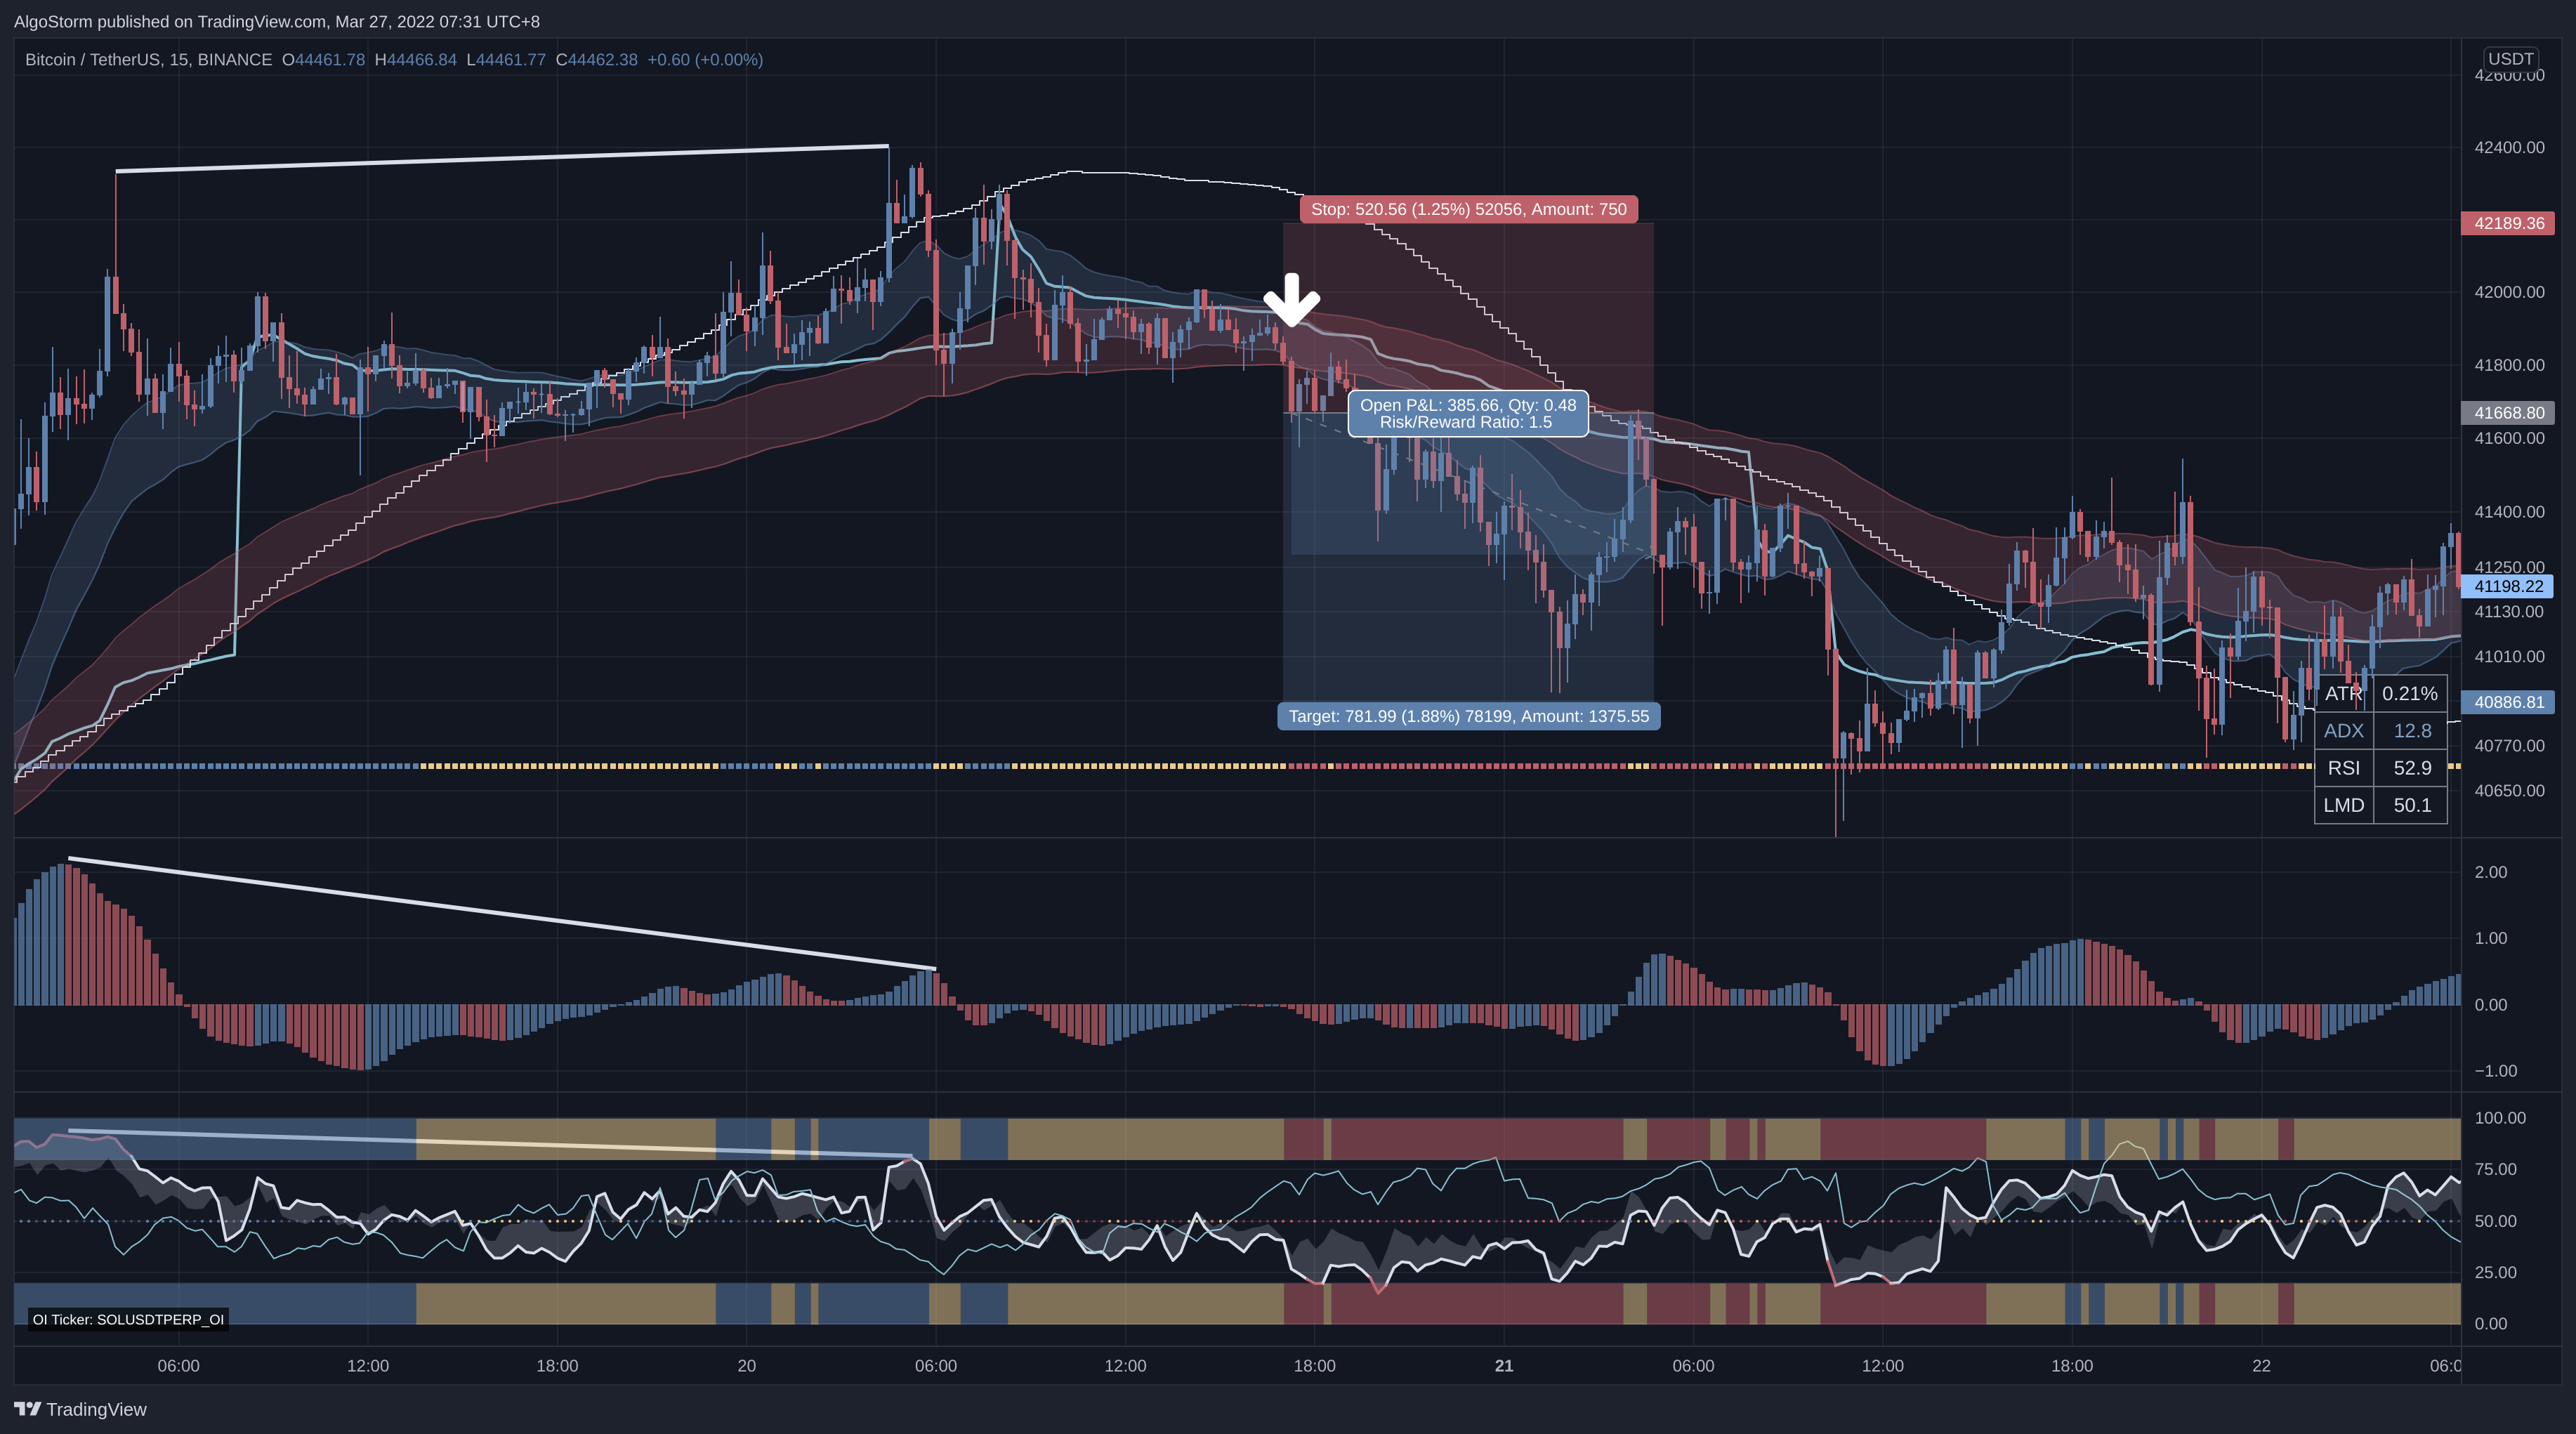 AlgoStorm published on TradingView.com, Mar 27, 2022 07:31 UTC+8
Bitcoin / TetherUS, 15, BINANCE O44461.78 H44466.84 L44461.77 C44462.38 +0.60 (+0.00%)
USDT
42600.00
42400.00
Stop: 520.56 (1.25%) 52056, Amount: 750
42189.36
42000.00
41800.00
Open P&L: 385.66, Qty: 0.48
Risk/Reward Ratio: 1.5
41668.80
41600.00
41400.00
41250.00
41198.22
41130.00
41010.00
ATR 0.21%
40886.81
Target: 781.99 (1.88%) 78199, Amount: 1375.55
ADX 12.8
40770.00
RSI 52.9
40650.00
LMD 50.1
2.00
1.00
0.00
−1.00
100.00
75.00
50.00
25.00
OI Ticker: SOLUSDTPERP_OI
0.00
06:00 12:00 18:00 20 06:00 12:00 18:00 21 06:00 12:00 18:00 22 06:0
TradingView